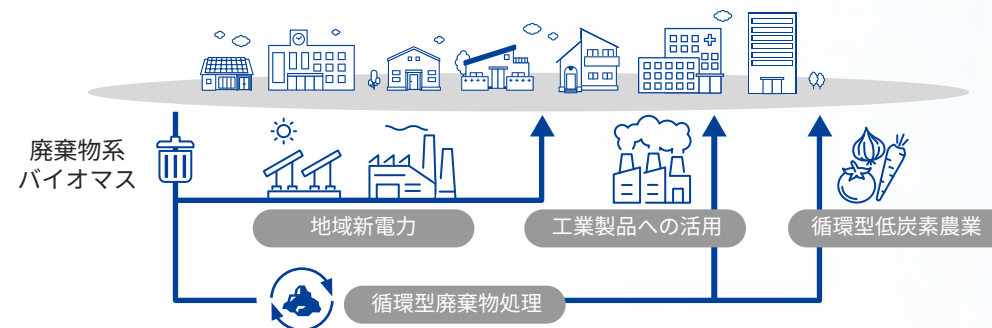 廃棄物系
バイオマス
地域新電力
工業製品への活用
循環型低炭素農業
循環型廃棄物処理